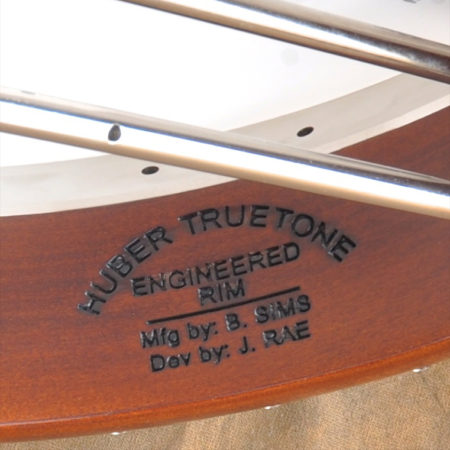 HUBER TRUETONE
ENGINEERED
RIM
Mfg by: B. SIMS
Dev by: J. RAE